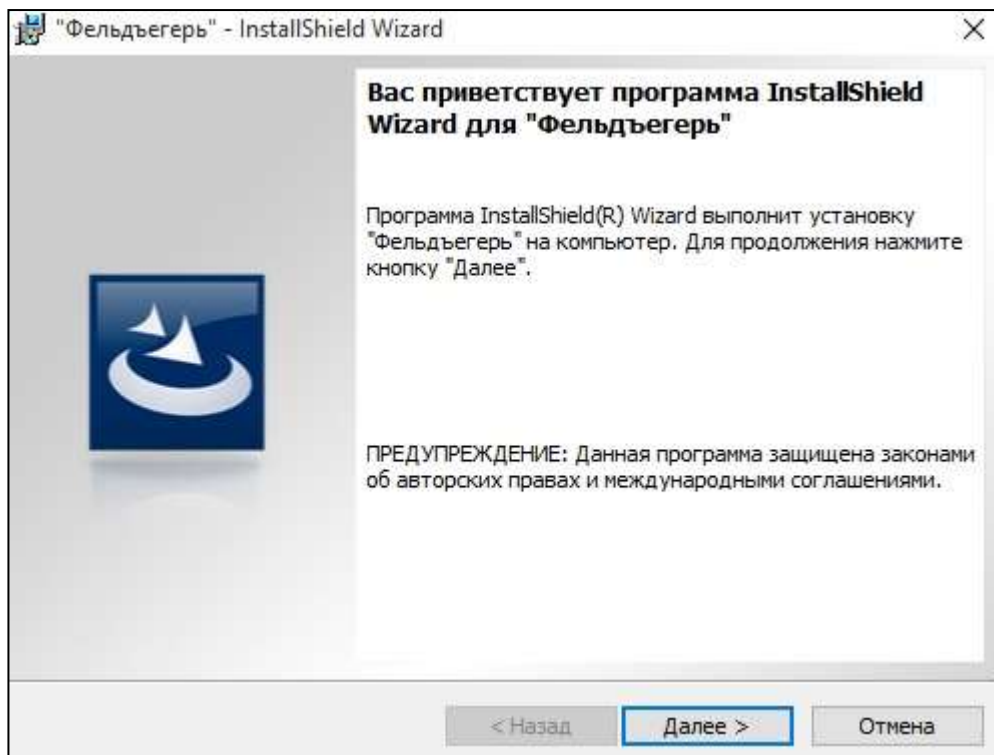 "Фельдъегерь" - InstallShield Wizard
Вас приветствует программа InstallShield
Wizard для "Фельдъегерь"
Программа InstallShield(R) Wizard выполнит установку
"Фельдъегерь" на компьютер. Для продолжения нажмите
кнопку "Далее".
ПРЕДУПРЕЖДЕНИЕ: Данная программа защищена законами
об авторских правах и международными соглашениями.
< Назад
Далее >
Отмена